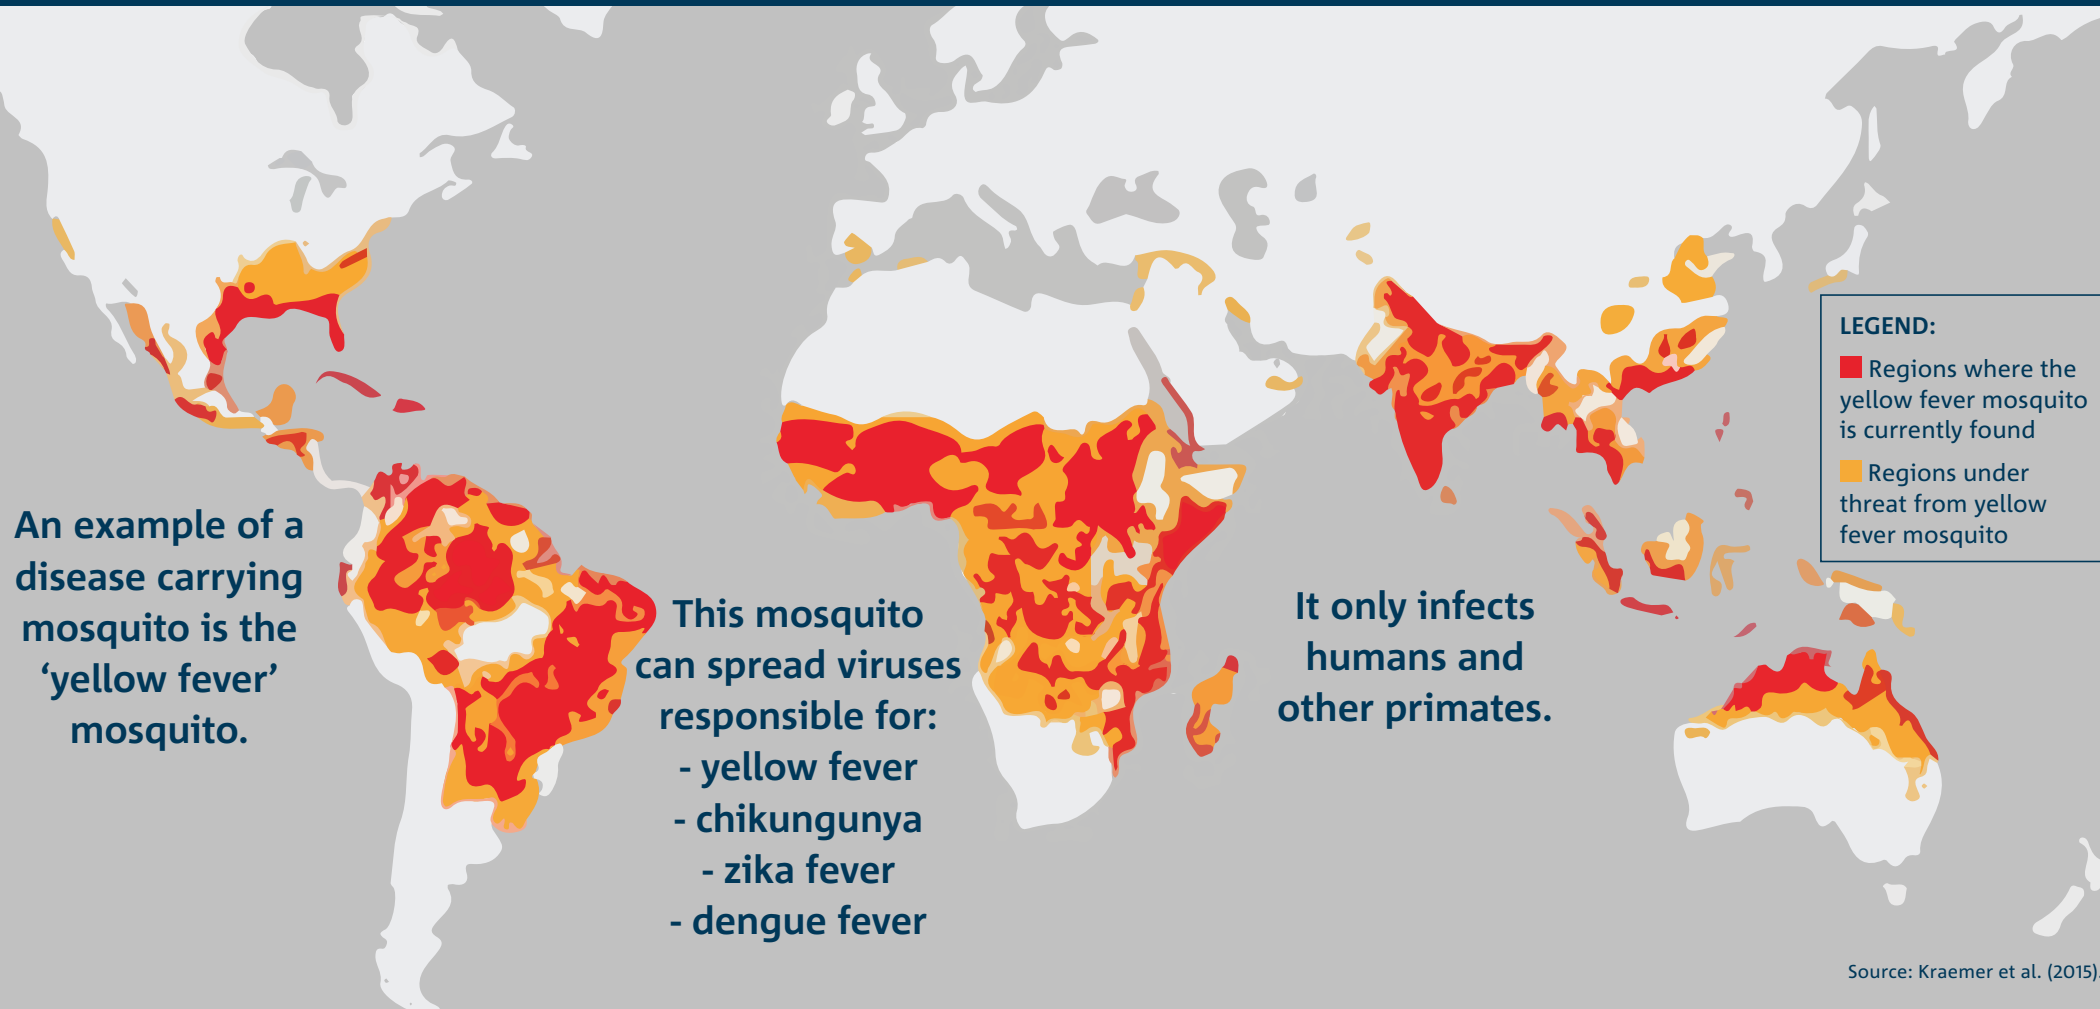 An example of a
disease carrying
mosquito is the
‘yellow fever’
mosquito.
This mosquito
can spread viruses
responsible for:
- yellow fever
- chikungunya
- zika fever
- dengue fever
It only infects
humans and
other primates.
LEGEND:
Regions where the
yellow fever mosquito
is currently found
Regions under
threat from yellow
fever mosquito
Source: Kraemer et al. (2015).